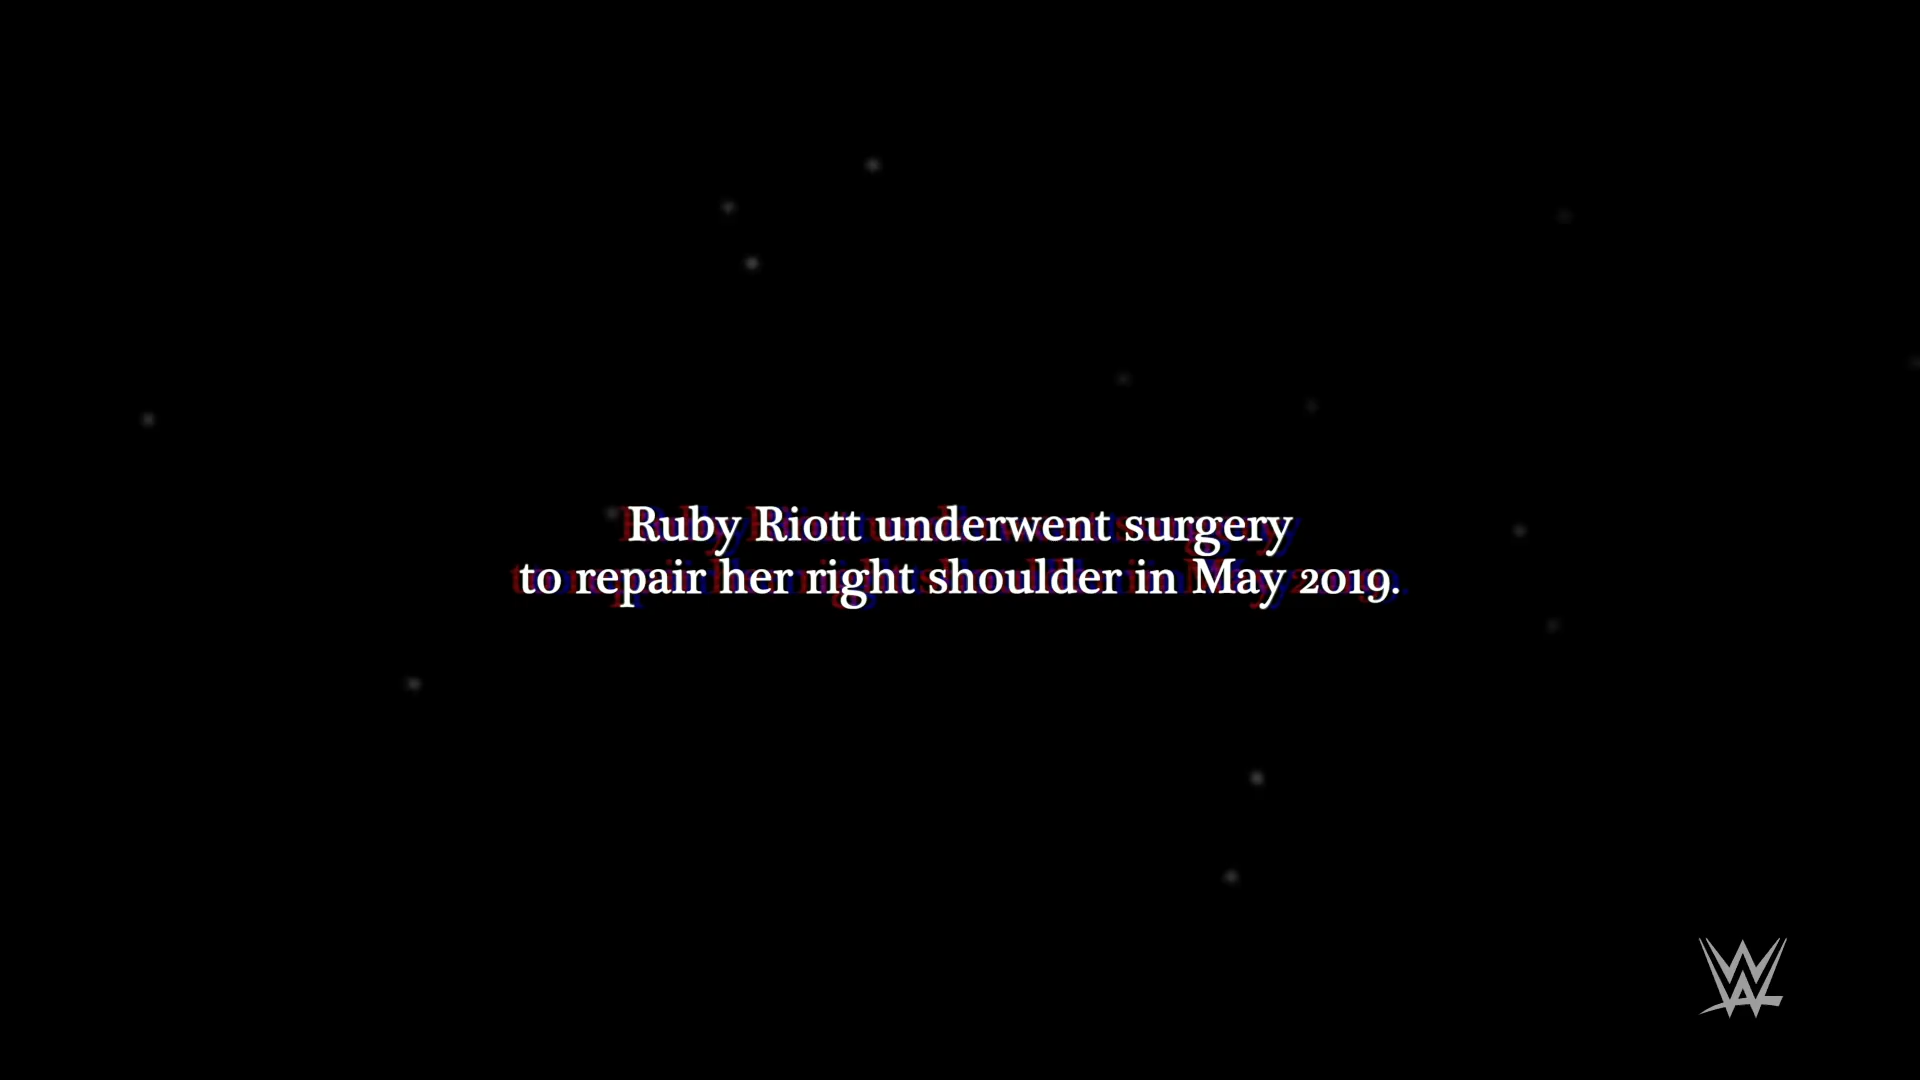 Ruby Riott underwent surgery
to repair her right shoulder in May 2019.
W